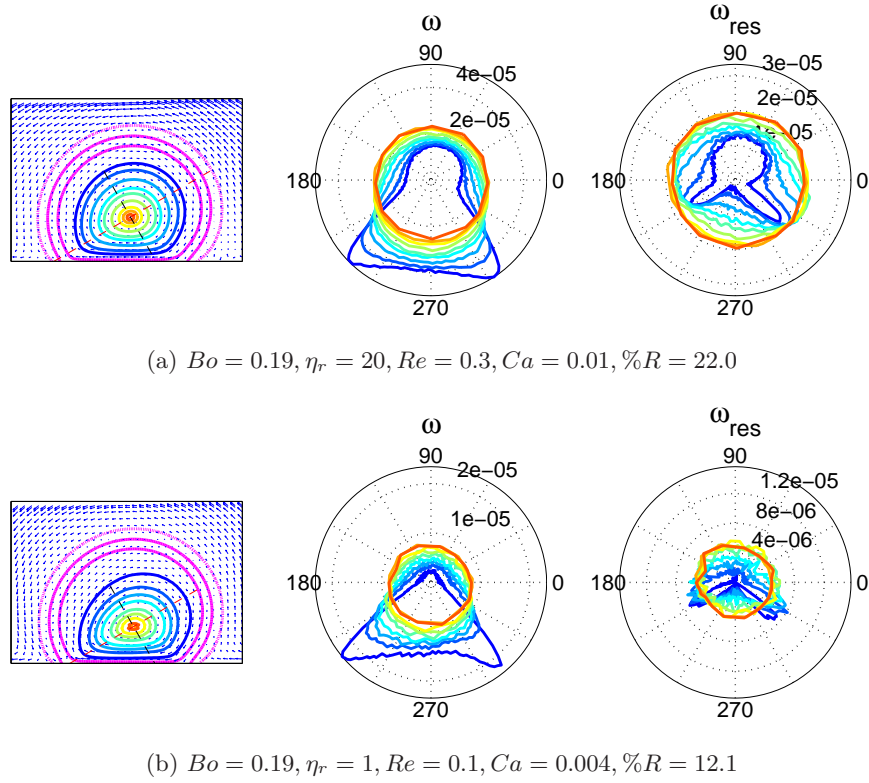 ω
ω_res
90
4e−05
2e−05
180
0
270
90
3e−05
2e−05
1e−05
180
0
270
(a) Bo = 0.19, η_r = 20, Re = 0.3, Ca = 0.01, %R = 22.0
ω
ω_res
90
2e−05
1e−05
180
0
270
90
1.2e−05
8e−06
4e−06
180
0
270
(b) Bo = 0.19, η_r = 1, Re = 0.1, Ca = 0.004, %R = 12.1